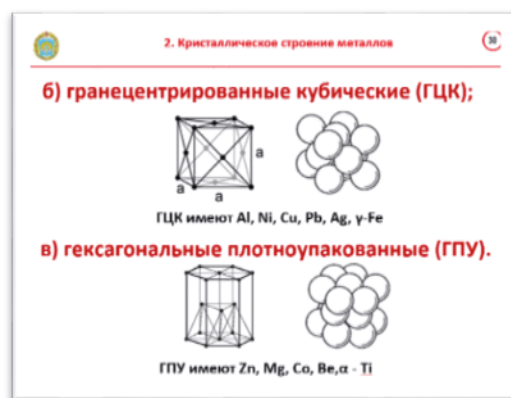 2. Кристаллическое строение металлов
30
б) гранецентрированные кубические (ГЦК);
a
a
a
ГЦК имеют Al, Ni, Cu, Pb, Ag, γ-Fe
в) гексагональные плотноупакованные (ГПУ).
ГПУ имеют Zn, Mg, Co, Be,α - Ti